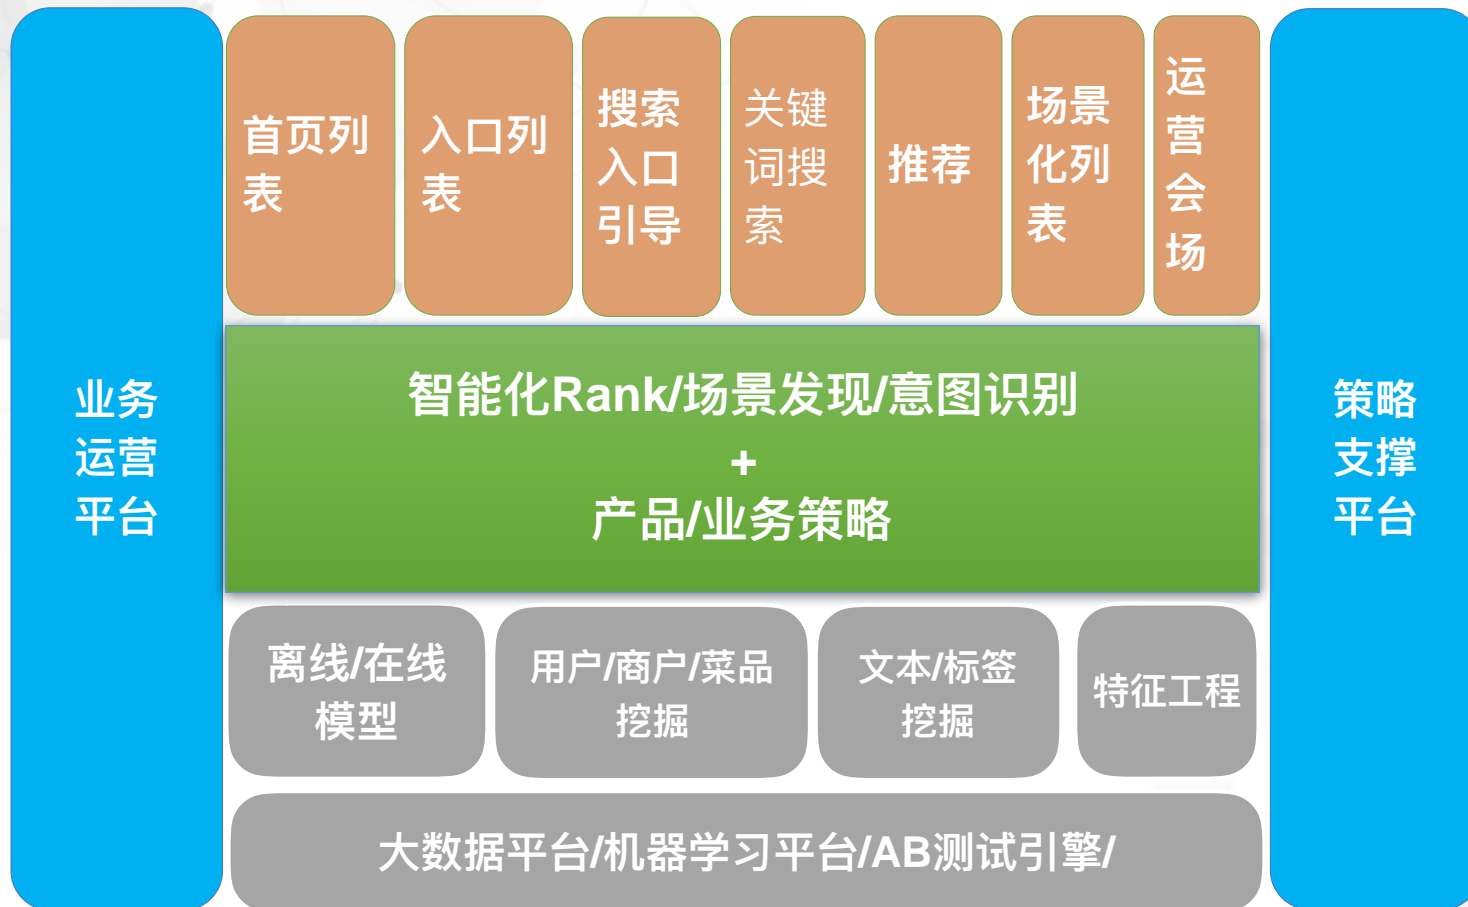 业务
运营
平台
首页列
表
入口列
表
搜索
入口
引导
关键
词搜
索
推荐
场景
化列
表
运
营
会
场
智能化Rank/场景发现/意图识别
+
产品/业务策略
离线/在线
模型
用户/商户/菜品
挖掘
文本/标签
挖掘
特征工程
大数据平台/机器学习平台/AB测试引擎/
策略
支撑
平台